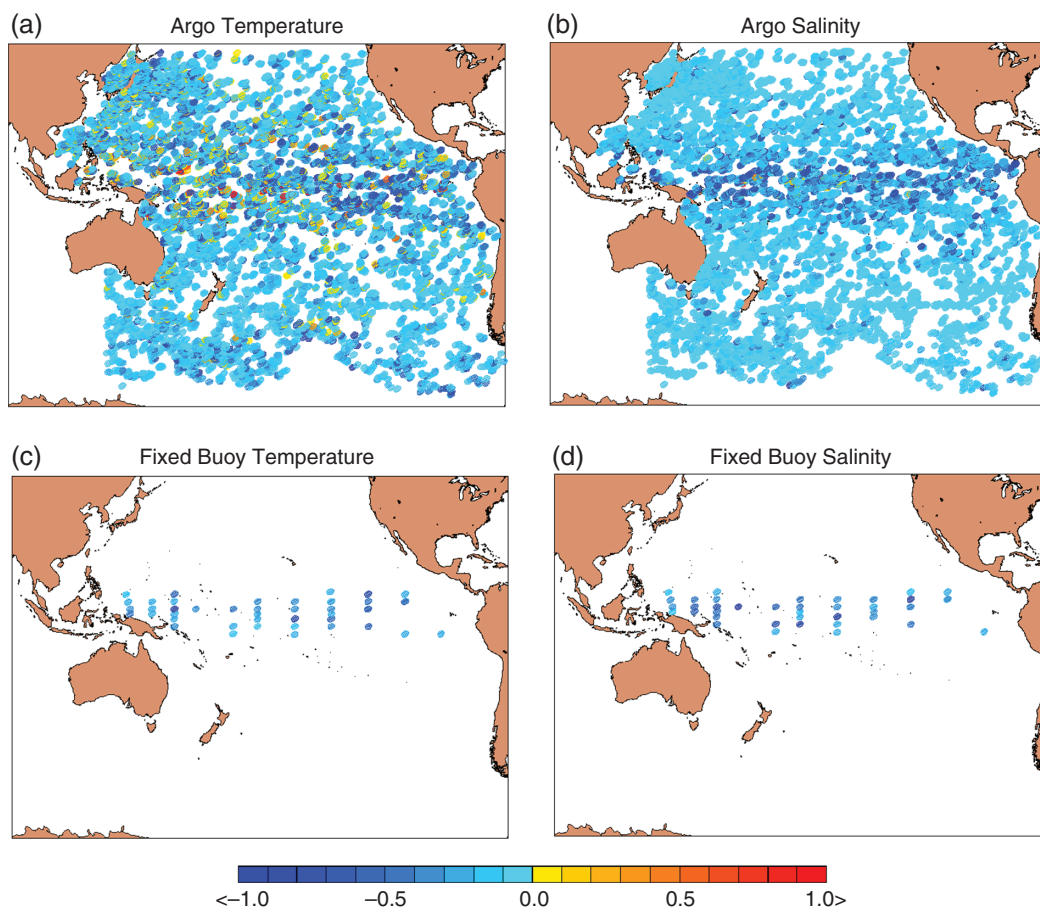 (a) Argo Temperature
(b) Argo Salinity
(c) Fixed Buoy Temperature
(d) Fixed Buoy Salinity
<–1.0 –0.5 0.0 0.5 1.0>